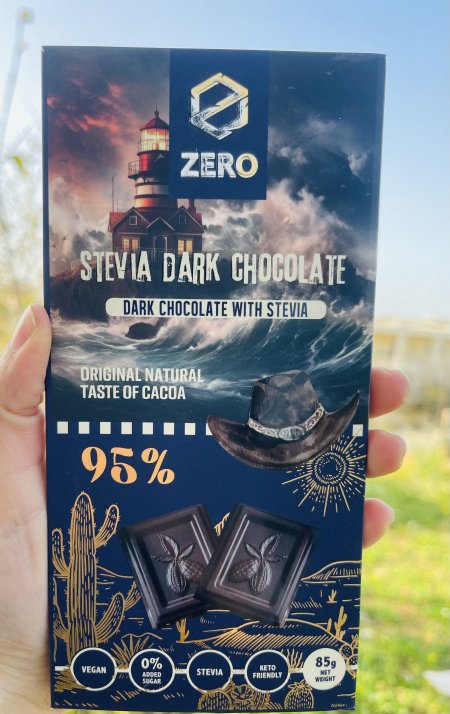 ZERO
STEVIA DARK CHOCOLATE
DARK CHOCOLATE WITH STEVIA
ORIGINAL NATURAL
TASTE OF CACOA
95%
VEGAN
0%
ADDED
SUGAR
STEVIA
KETO
FRIENDLY
85g
NET
WEIGHT